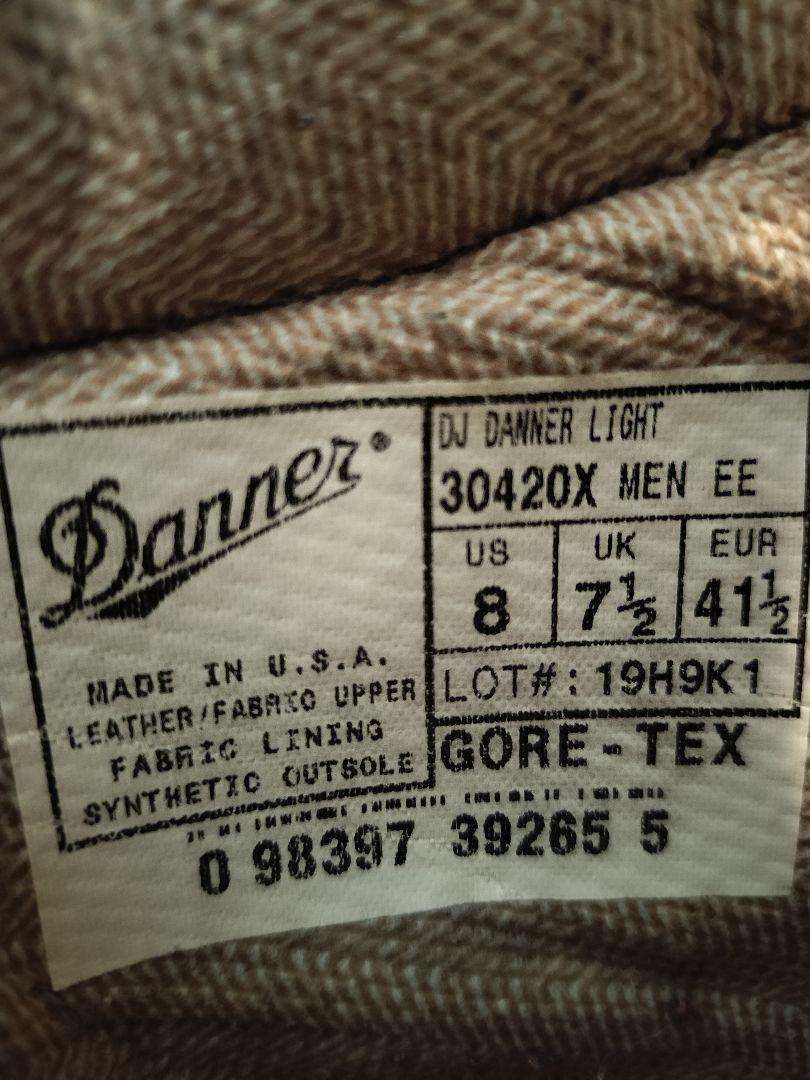 Danner®
MADE IN U.S.A.
LEATHER/FABRIC UPPER
FABRIC LINING
SYNTHETIC OUTSOLE
DJ DANNER LIGHT
30420X MEN EE
US UK EUR
8 7½ 41½
LOT#: 19H9K1
GORE-TEX
0 98397 39265 5